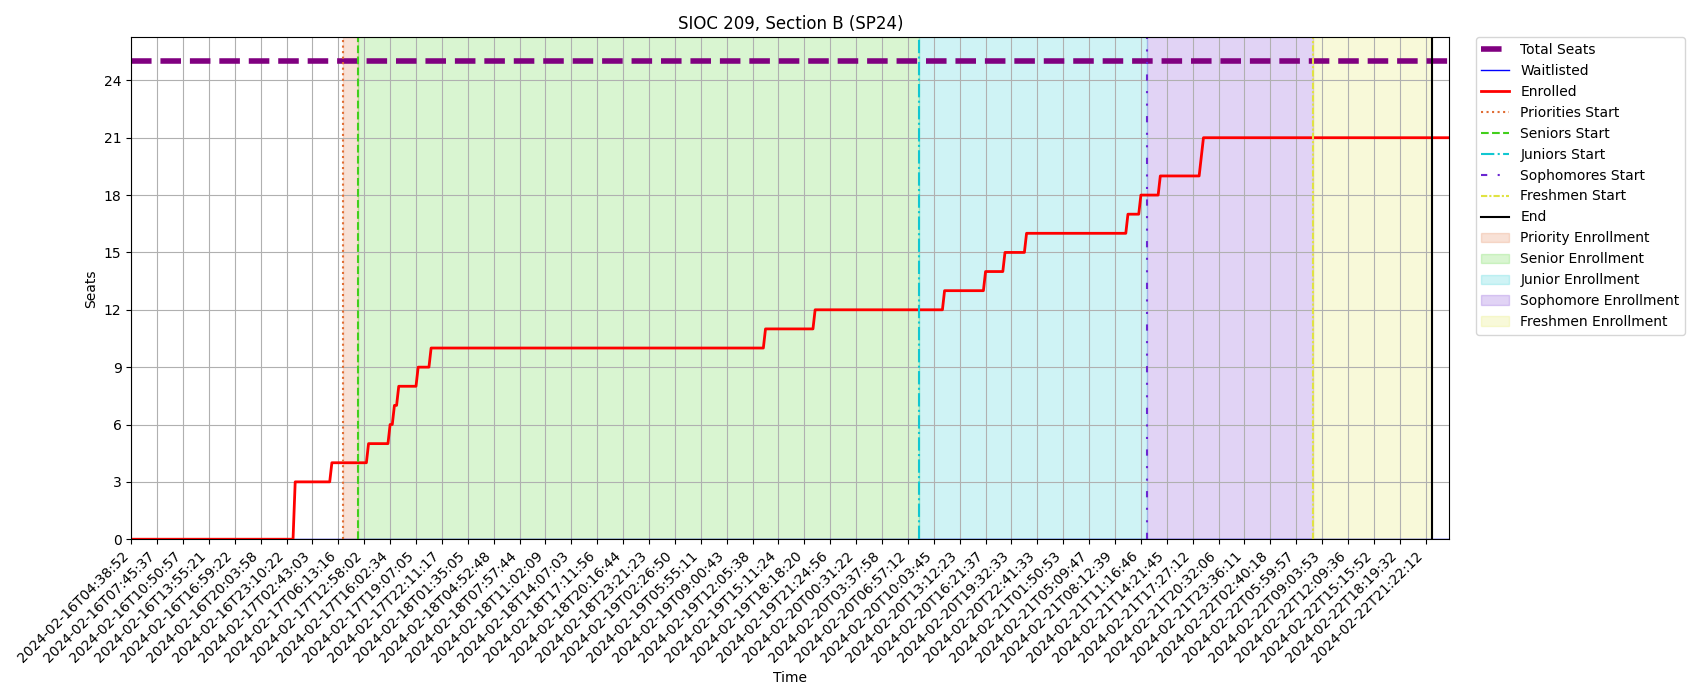 SIOC 209, Section B (SP24)
Total Seats
Waitlisted
Enrolled
Priorities Start
Seniors Start
Juniors Start
Sophomores Start
Freshmen Start
End
Priority Enrollment
Senior Enrollment
Junior Enrollment
Sophomore Enrollment
Freshmen Enrollment
Seats
24
21
18
15
12
9
6
3
0
2024-02-16T04:38:52
2024-02-16T07:45:37
2024-02-16T10:50:57
2024-02-16T13:55:21
2024-02-16T16:59:22
2024-02-16T20:03:58
2024-02-16T23:10:22
2024-02-17T02:43:03
2024-02-17T06:13:16
2024-02-17T12:58:02
2024-02-17T16:02:34
2024-02-17T19:07:05
2024-02-17T22:11:17
2024-02-18T01:35:05
2024-02-18T04:52:48
2024-02-18T07:57:44
2024-02-18T11:02:09
2024-02-18T14:07:03
2024-02-18T17:11:56
2024-02-18T20:16:44
2024-02-18T23:21:23
2024-02-19T02:26:50
2024-02-19T05:55:11
2024-02-19T09:00:43
2024-02-19T12:05:38
2024-02-19T15:11:24
2024-02-19T18:18:20
2024-02-19T21:24:56
2024-02-20T00:31:22
2024-02-20T03:37:58
2024-02-20T06:57:12
2024-02-20T10:03:45
2024-02-20T13:12:23
2024-02-20T16:21:37
2024-02-20T19:32:33
2024-02-20T22:41:33
2024-02-21T01:50:53
2024-02-21T05:09:47
2024-02-21T08:12:39
2024-02-21T11:16:46
2024-02-21T14:21:45
2024-02-21T17:27:12
2024-02-21T20:32:06
2024-02-21T23:36:11
2024-02-22T02:40:18
2024-02-22T05:59:57
2024-02-22T09:03:53
2024-02-22T12:09:36
2024-02-22T15:15:52
2024-02-22T18:19:32
2024-02-22T21:22:12
Time